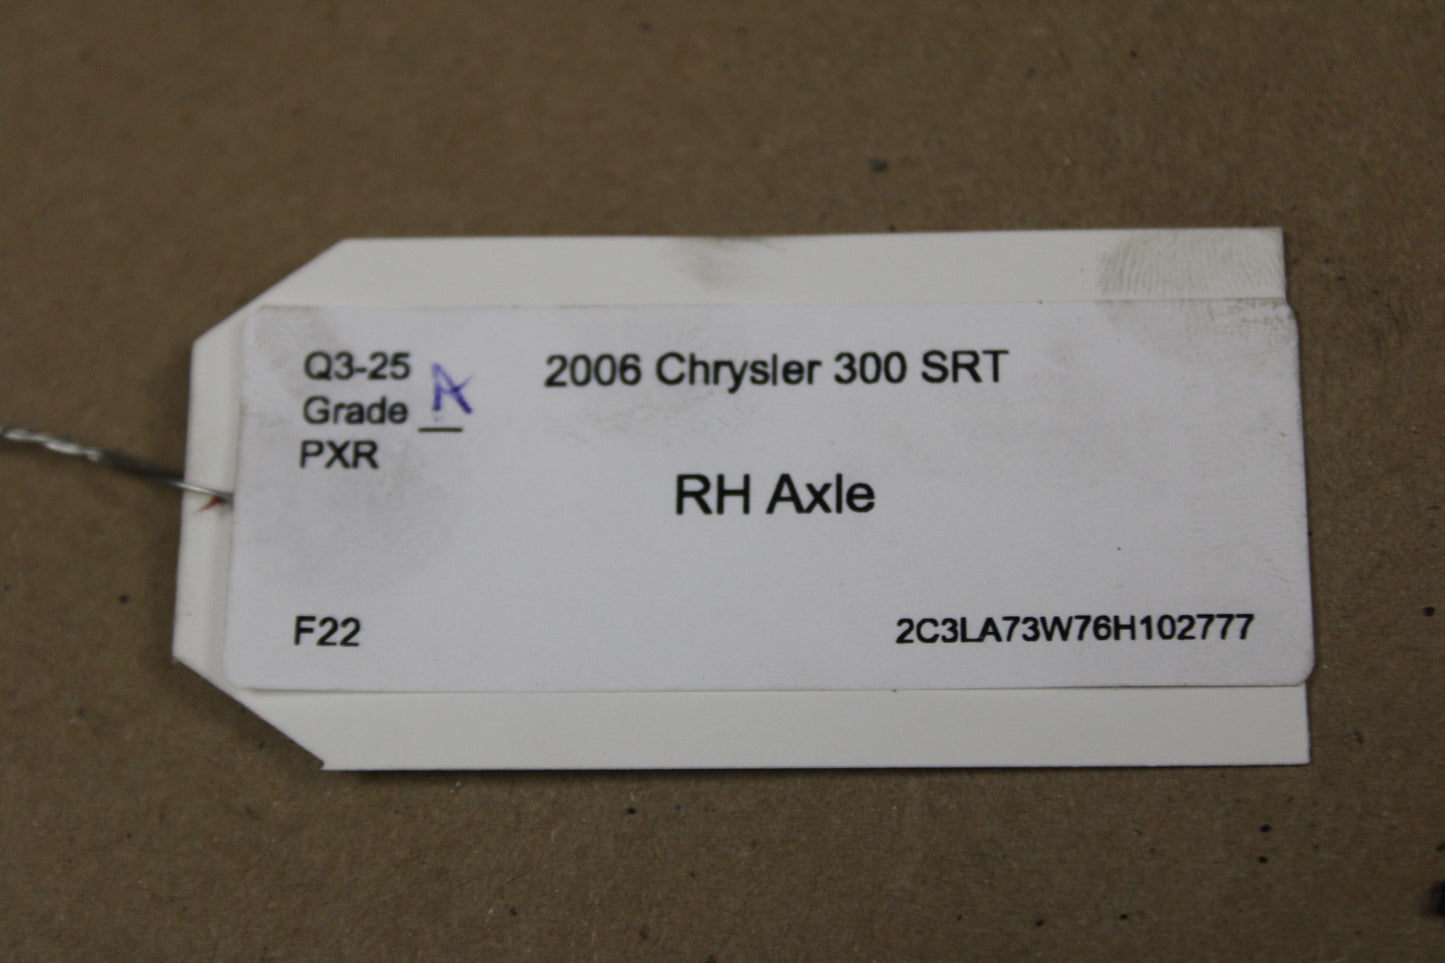 Q3-25
Grade A
PXR
2006 Chrysler 300 SRT
RH Axle
F22
2C3LA73W76H102777